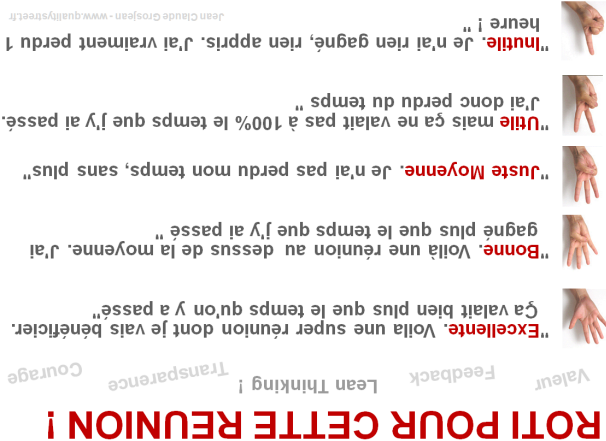 ROTI POUR CETTE REUNION !
Valeur
Feedback
Lean Thinking !
Transparence
Courage
"Excellente. Voila une super réunion dont je vais bénéficier.
Ça valait bien plus que le temps qu'on y a passé"
"Bonne. Voilà une réunion au dessus de la moyenne. J'ai
gagné plus que le temps que j'y ai passé "
"Juste Moyenne. Je n'ai pas perdu mon temps, sans plus"
"Utile mais ça ne valait pas à 100% le temps que j'y ai passé.
J'ai donc perdu du temps "
"Inutile. Je n'ai rien gagné, rien appris. J'ai vraiment perdu 1
heure ! "
Jean Claude Grosjean - www.qualitystreet.fr